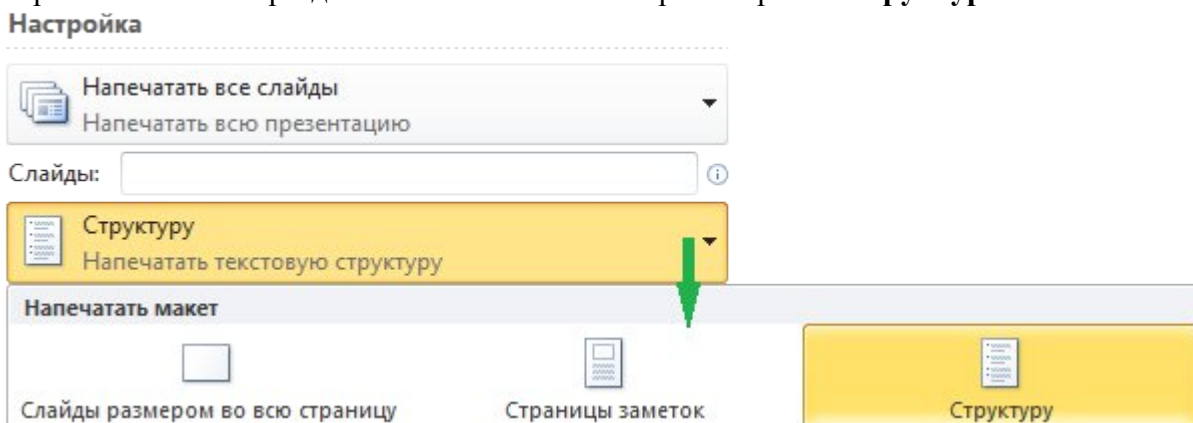 Настройка
Напечатать все слайды
Напечатать всю презентацию
Слайды:
Структуру
Напечатать текстовую структуру
Напечатать макет
Слайды размером во всю страницу Страницы заметок Структуру